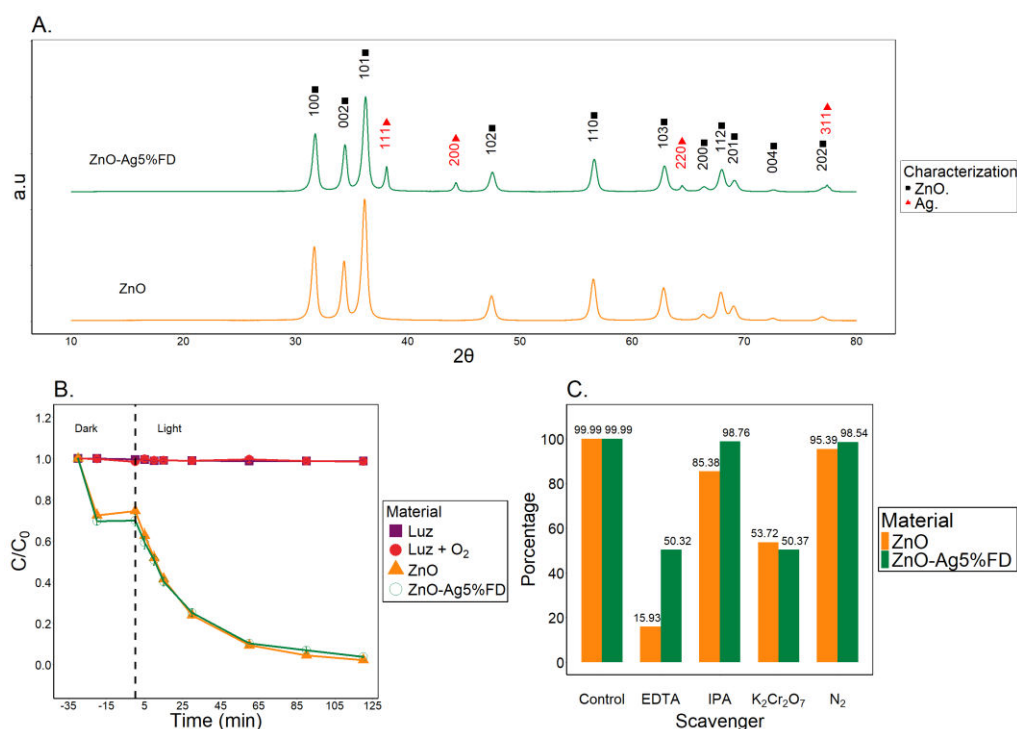 A.
a.u
ZnO-Ag5%FD
ZnO
100
002
101
111
200
102
110
103
220
200
112
201
004
202
311
Characterization
ZnO.
Ag.
10
20
30
40
50
60
70
80
2θ
B.
Dark
Light
C/C0
1.2
1.0
0.8
0.6
0.4
0.2
0.0
-35
-15
5
25
45
65
85
105
125
Time (min)
Material
Luz
Luz + O2
ZnO
ZnO-Ag5%FD
C.
Porcentage
100
80
60
40
20
0
99.99 99.99
15.93
50.32
85.38
98.76
53.72
50.37
95.39
98.54
Control
EDTA
IPA
K2Cr2O7
N2
Scavenger
Material
ZnO
ZnO-Ag5%FD